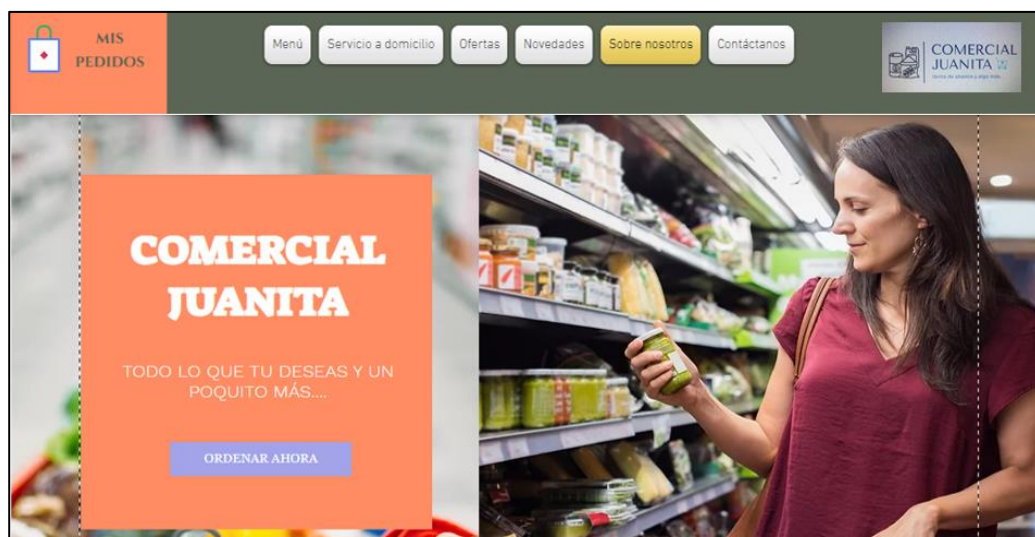 MIS
PEDIDOS
Menú
Servicio a domicilio
Ofertas
Novedades
Sobre nosotros
Contáctanos
COMERCIAL
JUANITA
COMERCIAL
JUANITA
TODO LO QUE TU DESEAS Y UN
POQUITO MÁS....
ORDENAR AHORA